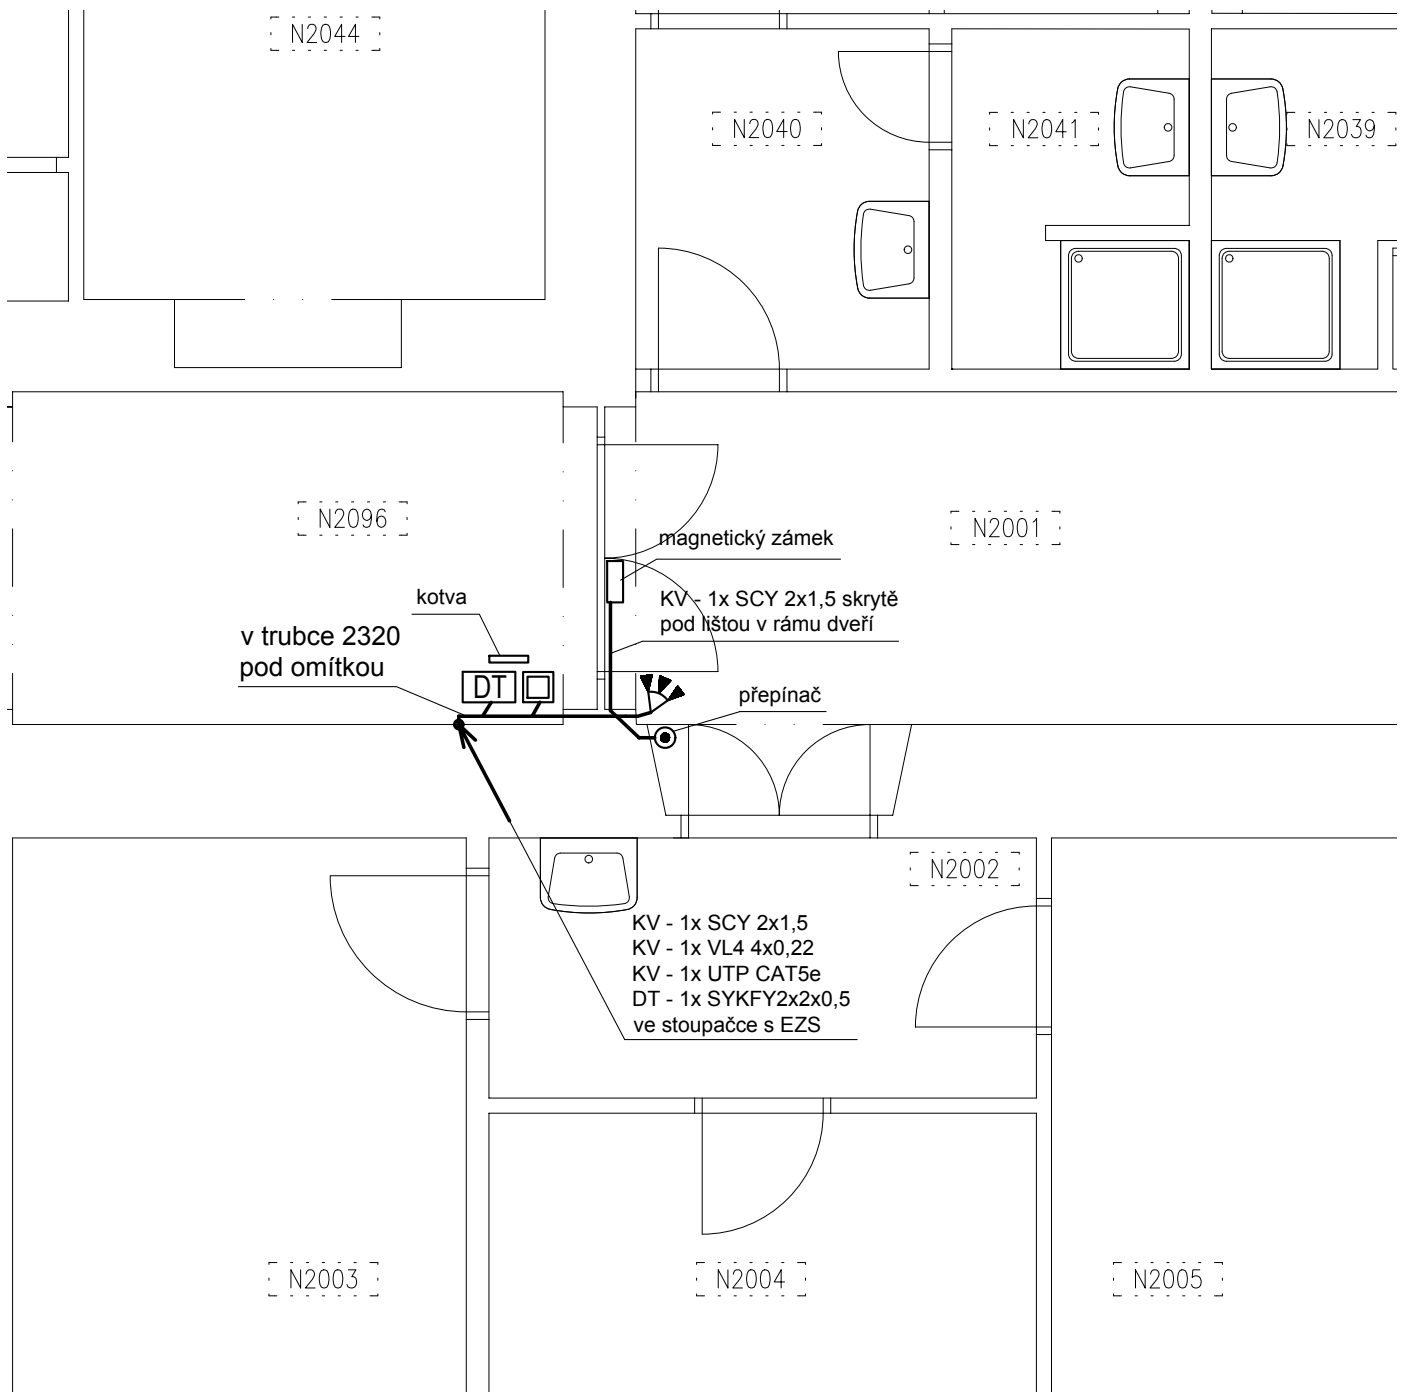 N2044
N2040
N2041
N2039
N2096
N2001
magnetický zámek
KV - 1x SCY 2x1,5 skrytě
pod lištou v rámu dveří
kotva
v trubce 2320
pod omítkou
DT
přepínač
N2002
KV - 1x SCY 2x1,5
KV - 1x VL4 4x0,22
KV - 1x UTP CAT5e
DT - 1x SYKFY2x2x0,5
ve stoupačce s EZS
N2003
N2004
N2005